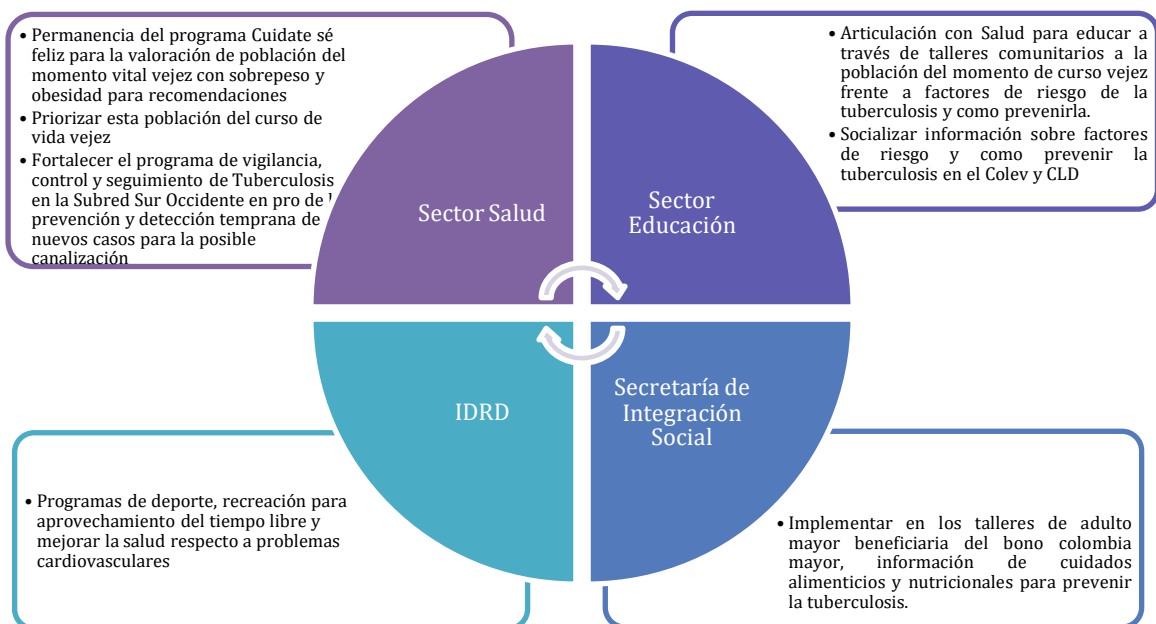 • Permanencia del programa Cuidate sé
feliz para la valoración de población del
momento vital vejez con sobrepeso y
obesidad para recomendaciones
• Priorizar esta población del curso de
vida vejez
• Fortalecer el programa de vigilancia,
control y seguimiento de Tuberculosis
en la Subred Sur Occidente en pro de
prevención y detección temprana de
nuevos casos para la posible
canalización
• Articulación con Salud para educar a
través de talleres comunitarios a la
población del momento de curso vejez
frente a factores de riesgo de la
tuberculosis y como prevenirla.
• Socializar información sobre factores
de riesgo y como prevenir la
tuberculosis en el Colev y CLD
Sector Salud
Sector
Educación
IDRD
Secretaría de
Integración
Social
• Programas de deporte, recreación para
aprovechamiento del tiempo libre y
mejorar la salud respecto a problemas
cardiovasculares
• Implementar en los talleres de adulto
mayor beneficiaria del bono colombia
mayor, información de cuidados
alimenticios y nutricionales para prevenir
la tuberculosis.